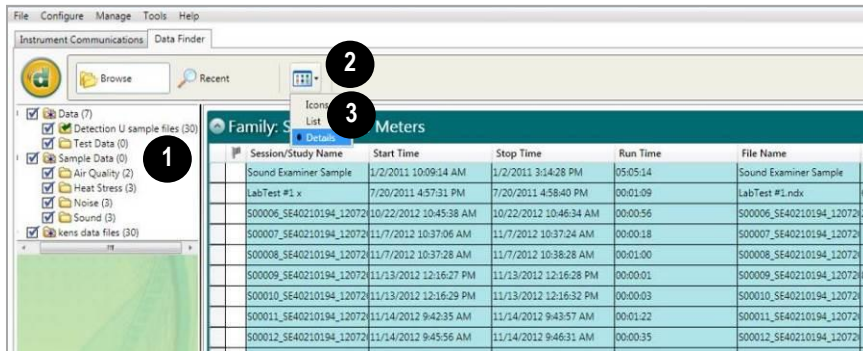 File Configure Manage Tools Help
Instrument Communications Data Finder
Browse Recent 2
Icons
List 3
Details
Data (7)
Detection U sample files (30)
Test Data (0)
Sample Data (0) 1
Air Quality (2)
Heat Stress (3)
Noise (3)
Sound (3)
kens data files (30)
Family: S Meters
Session/Study Name Start Time Stop Time Run Time File Name
Sound Examiner Sample 1/2/2011 10:09:14 AM 1/2/2011 3:14:28 PM 05:05:14 Sound Examiner Sample
LabTest #1 x 7/20/2011 4:57:31 PM 7/20/2011 4:58:40 PM 00:01:09 LabTest #1.ndx
S00006_SE40210194_12072 10/22/2012 10:45:38 AM 10/22/2012 10:46:34 AM 00:00:56 S00006_SE40210194_12072
S00007_SE40210194_12072 11/7/2012 10:37:06 AM 11/7/2012 10:37:24 AM 00:00:18 S00007_SE40210194_12072
S00008_SE40210194_12072 11/7/2012 10:37:28 AM 11/7/2012 10:38:28 AM 00:01:00 S00008_SE40210194_12072
S00009_SE40210194_12072 11/13/2012 12:16:27 PM 11/13/2012 12:16:28 PM 00:00:01 S00009_SE40210194_12072
S00010_SE40210194_12072 11/13/2012 12:16:29 PM 11/13/2012 12:16:32 PM 00:00:03 S00010_SE40210194_12072
S00011_SE40210194_12072 11/14/2012 9:42:35 AM 11/14/2012 9:43:57 AM 00:01:22 S00011_SE40210194_12072
S00012_SE40210194_12072 11/14/2012 9:45:56 AM 11/14/2012 9:46:31 AM 00:00:35 S00012_SE40210194_12072